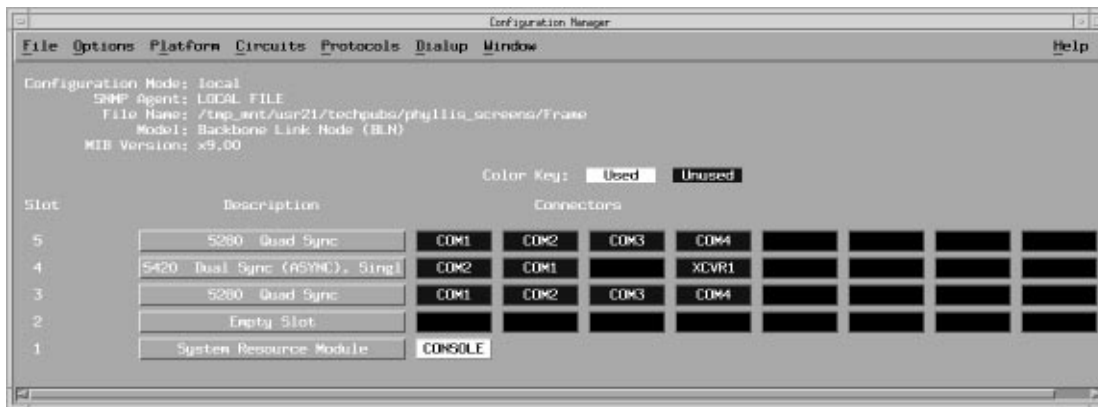 Configuration Manager
File Options Platform Circuits Protocols Dialup Window Help
Configuration Mode: local
SNMP Agent: LOCAL FILE
File Name: /tmp_mnt/usr21/techpubs/phyllis_screens/Frame
Model: Backbone Link Node (BLN)
MIB Version: x9.00
Color Key: Used Unused
Slot Description Connectors
5 5280 Quad Sync COM1 COM2 COM3 COM4
4 5420 Dual Sync (ASYNC), Singl COM2 COM1 XCVR1
3 5280 Quad Sync COM1 COM2 COM3 COM4
2 Empty Slot
1 System Resource Module CONSOLE